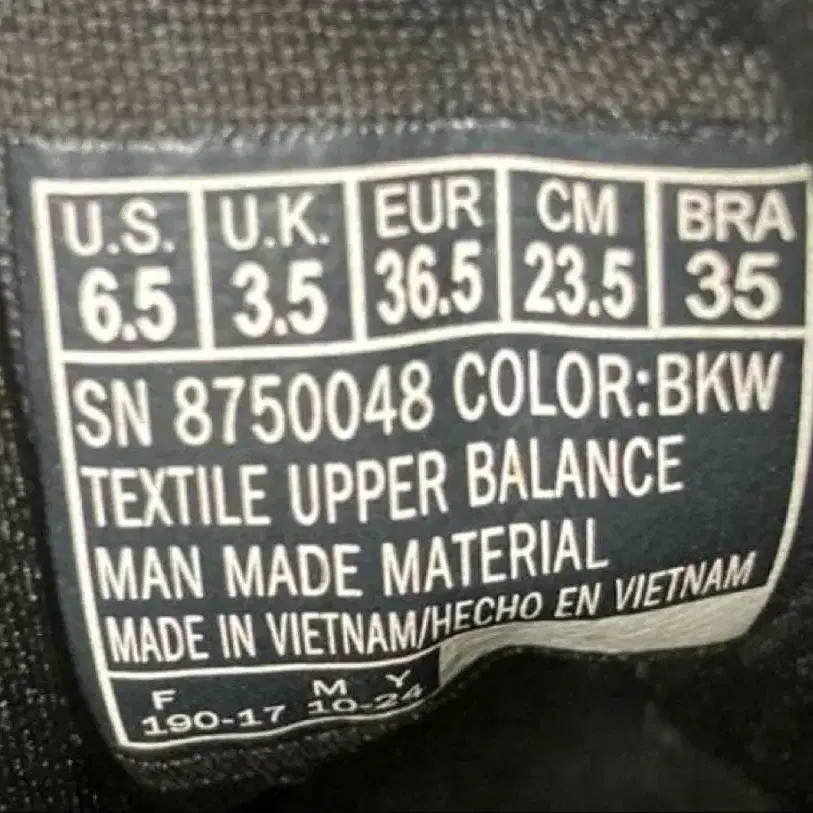 U.S. U.K. EUR CM BRA
6.5 3.5 36.5 23.5 35
SN 8750048 COLOR:BKW
TEXTILE UPPER BALANCE
MAN MADE MATERIAL
MADE IN VIETNAM/HECHO EN VIETNAM
F M Y
190-17 10-24